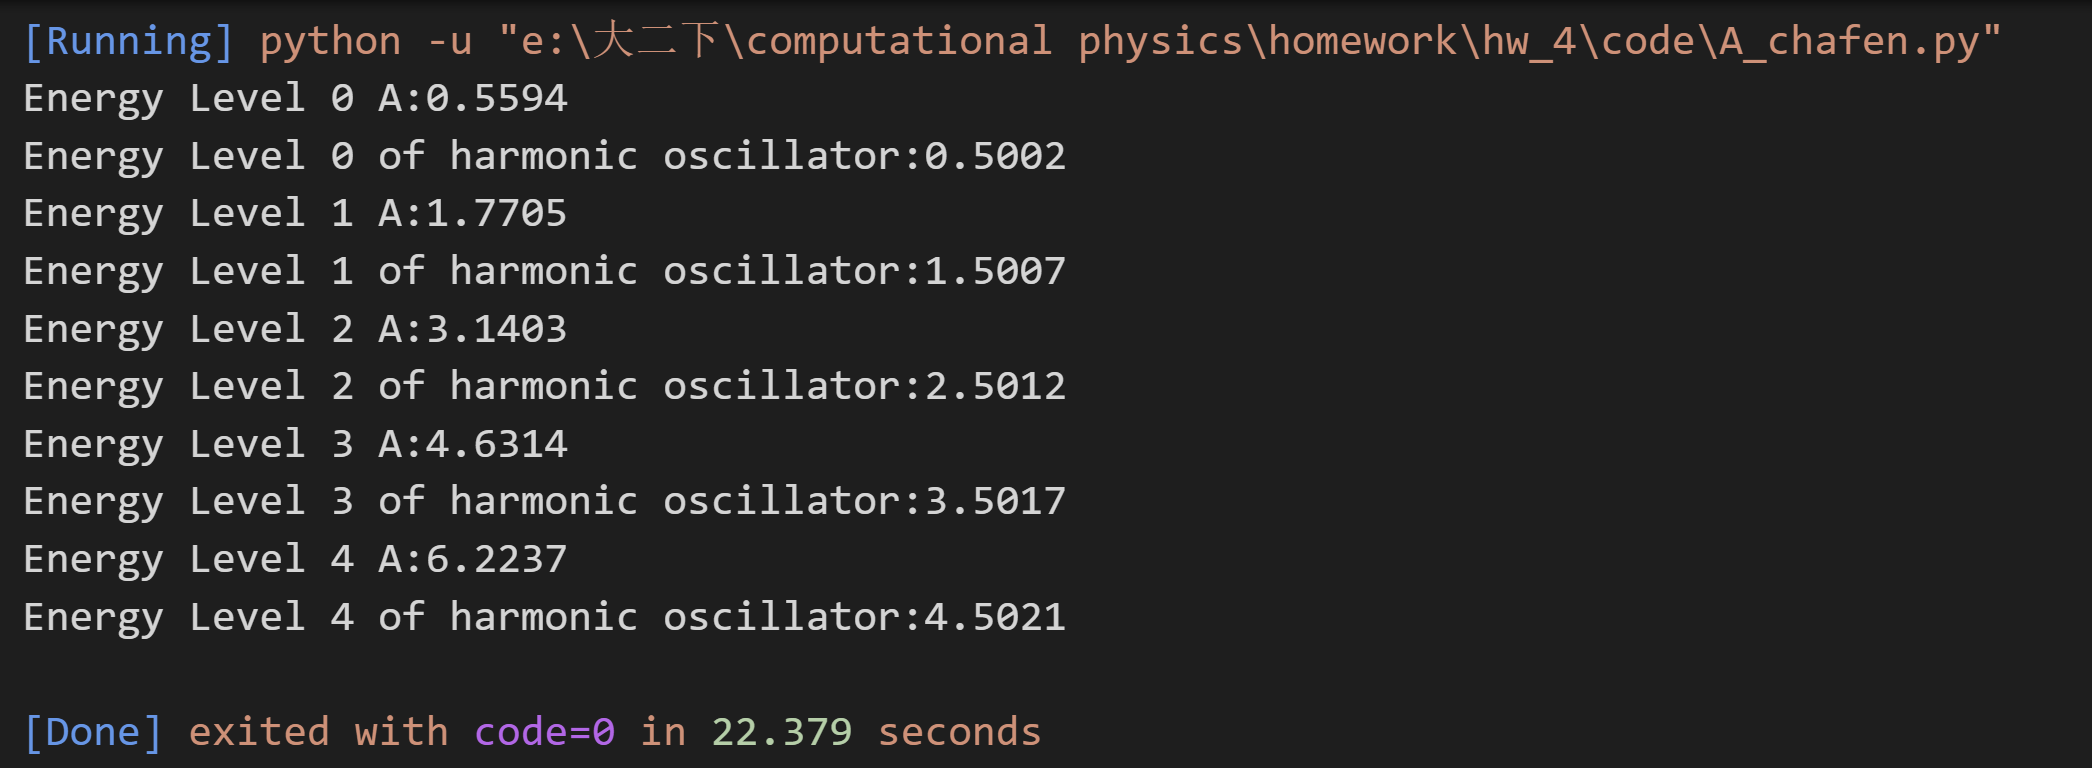 [Running] python -u "e:\大二下\computational physics\homework\hw_4\code\A_chafen.py"
Energy Level 0 A:0.5594
Energy Level 0 of harmonic oscillator:0.5002
Energy Level 1 A:1.7705
Energy Level 1 of harmonic oscillator:1.5007
Energy Level 2 A:3.1403
Energy Level 2 of harmonic oscillator:2.5012
Energy Level 3 A:4.6314
Energy Level 3 of harmonic oscillator:3.5017
Energy Level 4 A:6.2237
Energy Level 4 of harmonic oscillator:4.5021
[Done] exited with code=0 in 22.379 seconds